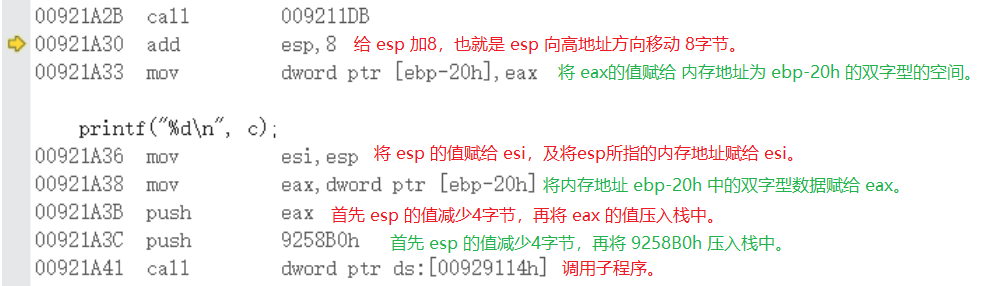 00921A2B call 009211DB
00921A30 add esp,8 给 esp 加8，也就是 esp 向高地址方向移动 8字节。
00921A33 mov dword ptr [ebp-20h],eax 将 eax的值赋给 内存地址为 ebp-20h 的双字型的空间。
printf("%d\n", c);
00921A36 mov esi,esp 将 esp 的值赋给 esi，及将esp所指的内存地址赋给 esi。
00921A38 mov eax,dword ptr [ebp-20h] 将内存地址 ebp-20h 中的双字型数据赋给 eax。
00921A3B push eax 首先 esp 的值减少4字节，再将 eax 的值压入栈中。
00921A3C push 9258B0h 首先 esp 的值减少4字节，再将 9258B0h 压入栈中。
00921A41 call dword ptr ds:[00929114h] 调用子程序。